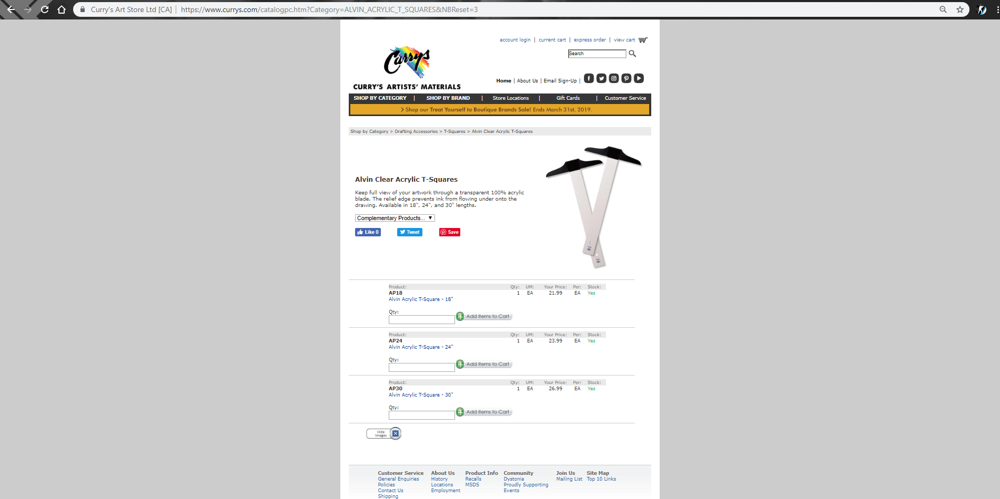 Curry's Art Store Ltd [CA] | https://www.currys.com/catalogpc.htm?Category=ALVIN_ACRYLIC_T_SQUARES&NBReset=3
account login | current cart | express order | view cart
Search
Currys
CURRY'S ARTISTS' MATERIALS
Home | About Us | Email Sign-Up |
SHOP BY CATEGORY | SHOP BY BRAND | Store Locations | Gift Cards | Customer Service
> Shop our Treat Yourself to Boutique Brands Sale! Ends March 31st, 2019.
Shop by Category > Drafting Accessories > T-Squares > Alvin Clear Acrylic T-Squares
Alvin Clear Acrylic T-Squares
Keep full view of your artwork through a transparent 100% acrylic
blade. The relief edge prevents ink from flowing under onto the
drawing. Available in 18", 24", and 30" lengths.
Complementary Products...
Like 0 Tweet Save
Product: Qty: UM: Your Price: Per: Stock:
AP18 1 EA 21.99 EA Yes
Alvin Acrylic T-Square - 18"
Qty:
Add Items to Cart
Product: Qty: UM: Your Price: Per: Stock:
AP24 1 EA 23.99 EA Yes
Alvin Acrylic T-Square - 24"
Qty:
Add Items to Cart
Product: Qty: UM: Your Price: Per: Stock:
AP30 1 EA 26.99 EA Yes
Alvin Acrylic T-Square - 30"
Qty:
Add Items to Cart
Hide
Images
Customer Service About Us Product Info Community Join Us Site Map
General Enquiries History Recalls Dystonia Mailing List Top 10 Links
Policies Locations MSDS Proudly Supporting
Contact Us Employment Events
Shipping